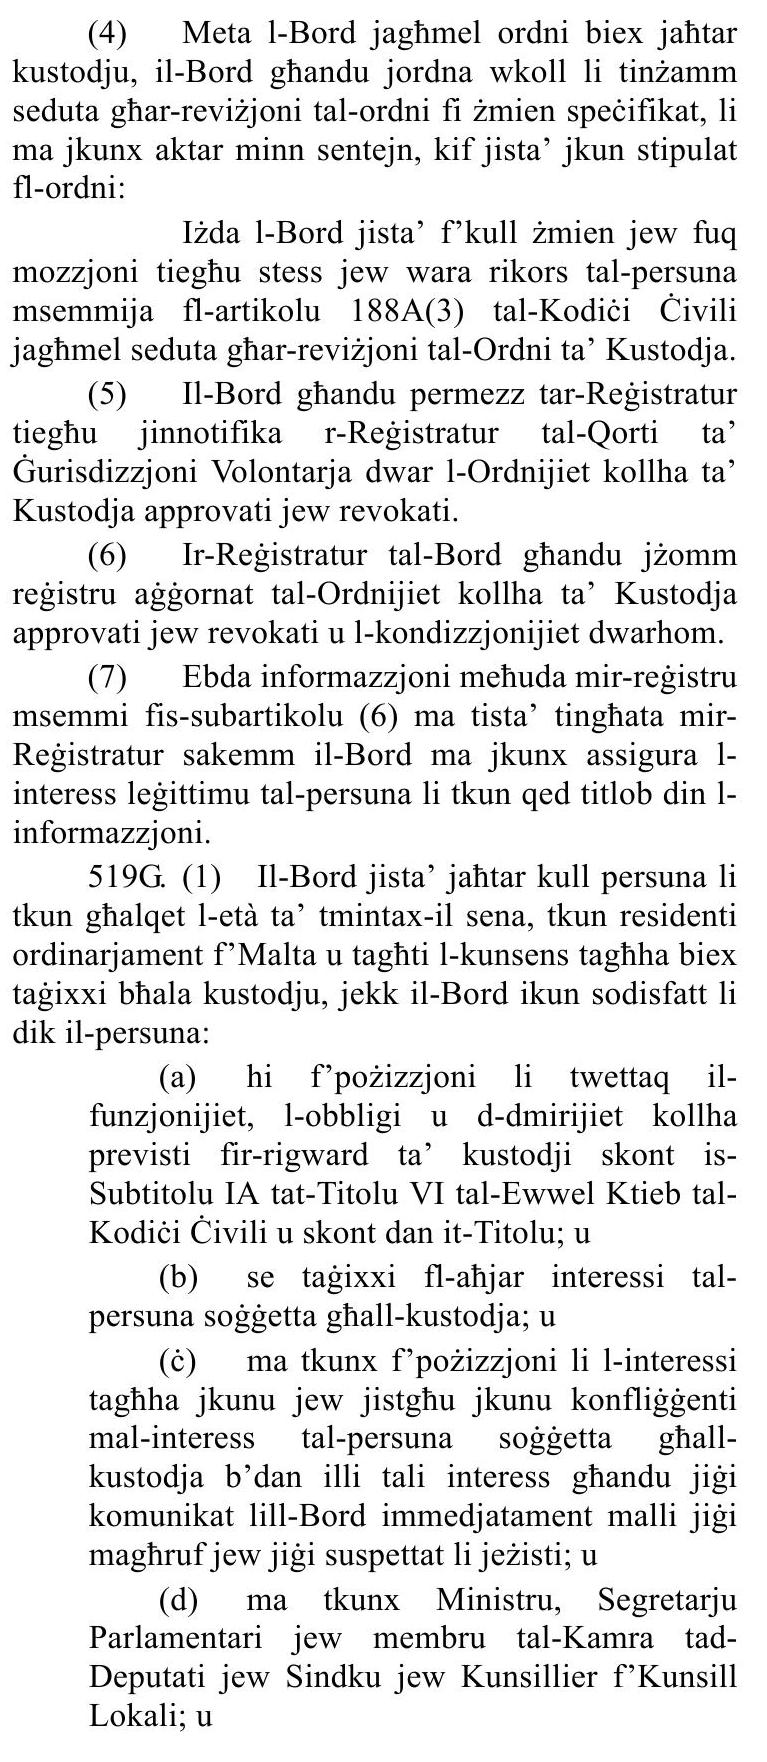 (4) Meta l-Bord jagħmel ordni biex jaħtar
kustodju, il-Bord għandu jordna wkoll li tinżamm
seduta għar-reviżjoni tal-ordni fi żmien speċifikat, li
ma jkunx aktar minn sentejn, kif jista’ jkun stipulat
fl-ordni:
Iżda l-Bord jista’ f’kull żmien jew fuq
mozzjoni tiegħu stess jew wara rikors tal-persuna
msemmija fl-artikolu 188A(3) tal-Kodiċi Ċivili
jagħmel seduta għar-reviżjoni tal-Ordni ta’ Kustodja.
(5) Il-Bord għandu permezz tar-Reġistratur
tiegħu jinnotifika r-Reġistratur tal-Qorti ta’
Ġurisdizzjoni Volontarja dwar l-Ordnijiet kollha ta’
Kustodja approvati jew revokati.
(6) Ir-Reġistratur tal-Bord għandu jżomm
reġistru aġġornat tal-Ordnijiet kollha ta’ Kustodja
approvati jew revokati u l-kondizzjonijiet dwarhom.
(7) Ebda informazzjoni meħuda mir-reġistru
msemmi fis-subartikolu (6) ma tista’ tingħata mir-
Reġistratur sakemm il-Bord ma jkunx assigura l-
interess leġittimu tal-persuna li tkun qed titlob din l-
informazzjoni.
519G. (1) Il-Bord jista’ jaħtar kull persuna li
tkun għalqet l-età ta’ tmintax-il sena, tkun residenti
ordinarjament f’Malta u tagħti l-kunsens tagħha biex
taġixxi bħala kustodju, jekk il-Bord ikun sodisfatt li
dik il-persuna:
(a) hi f’pożizzjoni li twettaq il-
funzjonijiet, l-obbligi u d-dmirijiet kollha
previsti fir-rigward ta’ kustodji skont is-
Subtitolu IA tat-Titolu VI tal-Ewwel Ktieb tal-
Kodiċi Ċivili u skont dan it-Titolu; u
(b) se taġixxi fl-aħjar interessi tal-
persuna soġġetta għall-kustodja; u
(ċ) ma tkunx f’pożizzjoni li l-interessi
tagħha jkunu jew jistgħu jkunu konfliġġenti
mal-interess tal-persuna soġġetta għall-
kustodja b’dan illi tali interess għandu jiġi
komunikat lill-Bord immedjatament malli jiġi
magħruf jew jiġi suspettat li jeżisti; u
(d) ma tkunx Ministru, Segretarju
Parlamentari jew membru tal-Kamra tad-
Deputati jew Sindku jew Kunsillier f’Kunsill
Lokali; u